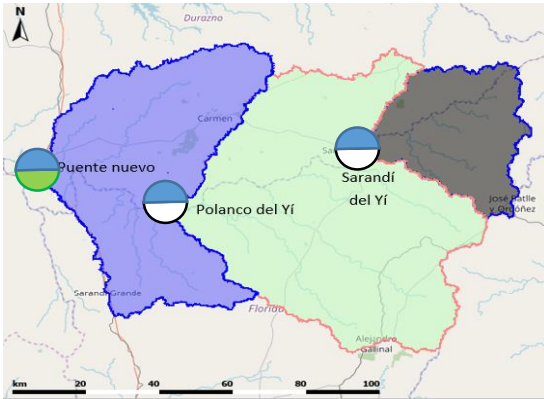 N
Durazno
Carmen
Puente nuevo
Sarandí
del Yí
Polanco del Yí
José Batlle
y Ordóñez
Sarandí Grande
Florida
Alejandro
Gallinal
km 20 40 60 80 100